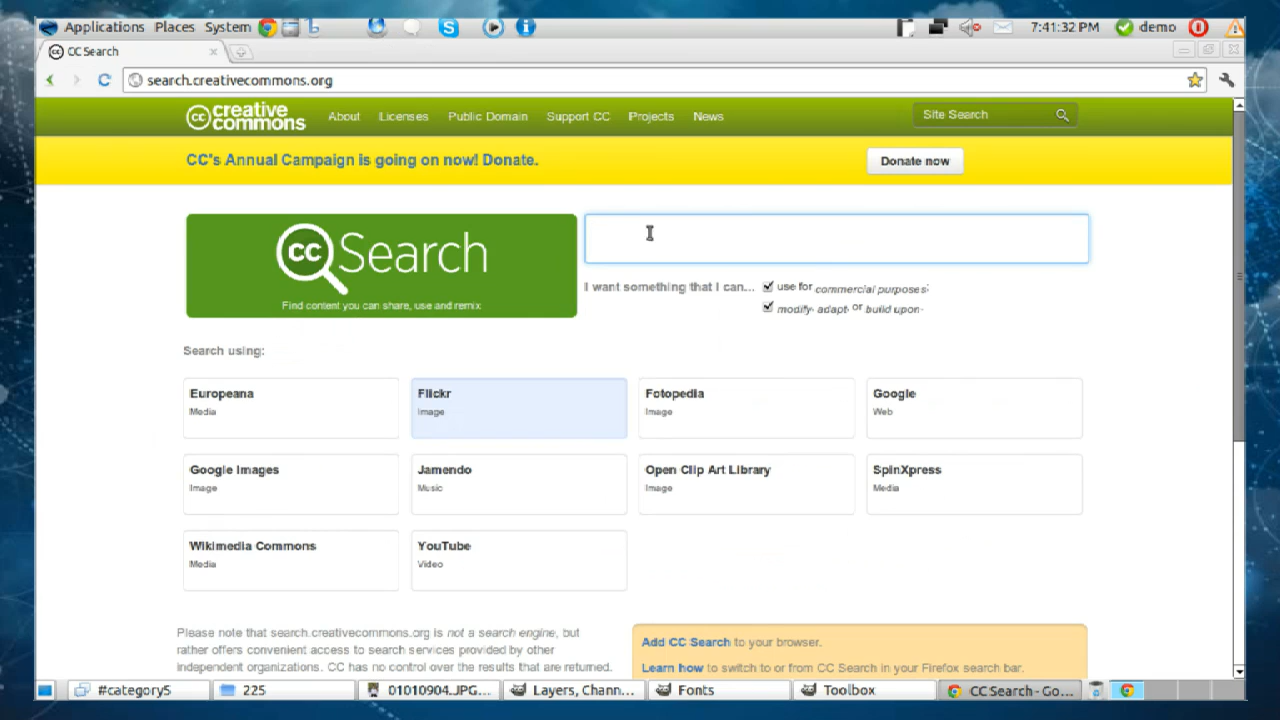 Applications Places System 7:41:32 PM demo
CC Search
search.creativecommons.org
creative commons About Licenses Public Domain Support CC Projects News Site Search
CC's Annual Campaign is going on now! Donate. Donate now
CC Search
Find content you can share, use and remix
I want something that I can... use for commercial purposes;
modify, adapt, or build upon.
Search using:
Europeana Flickr Fotopedia Google
Media Image Image Web
Google Images Jamendo Open Clip Art Library SpinXpress
Image Music Image Media
Wikimedia Commons YouTube
Media Video
Please note that search.creativecommons.org is not a search engine, but
rather offers convenient access to search services provided by other
independent organizations. CC has no control over the results that are returned.
Add CC Search to your browser.
Learn how to switch to or from CC Search in your Firefox search bar.
#category5 225 01010904.JPG... Layers, Chann... Fonts Toolbox CC Search - Go...